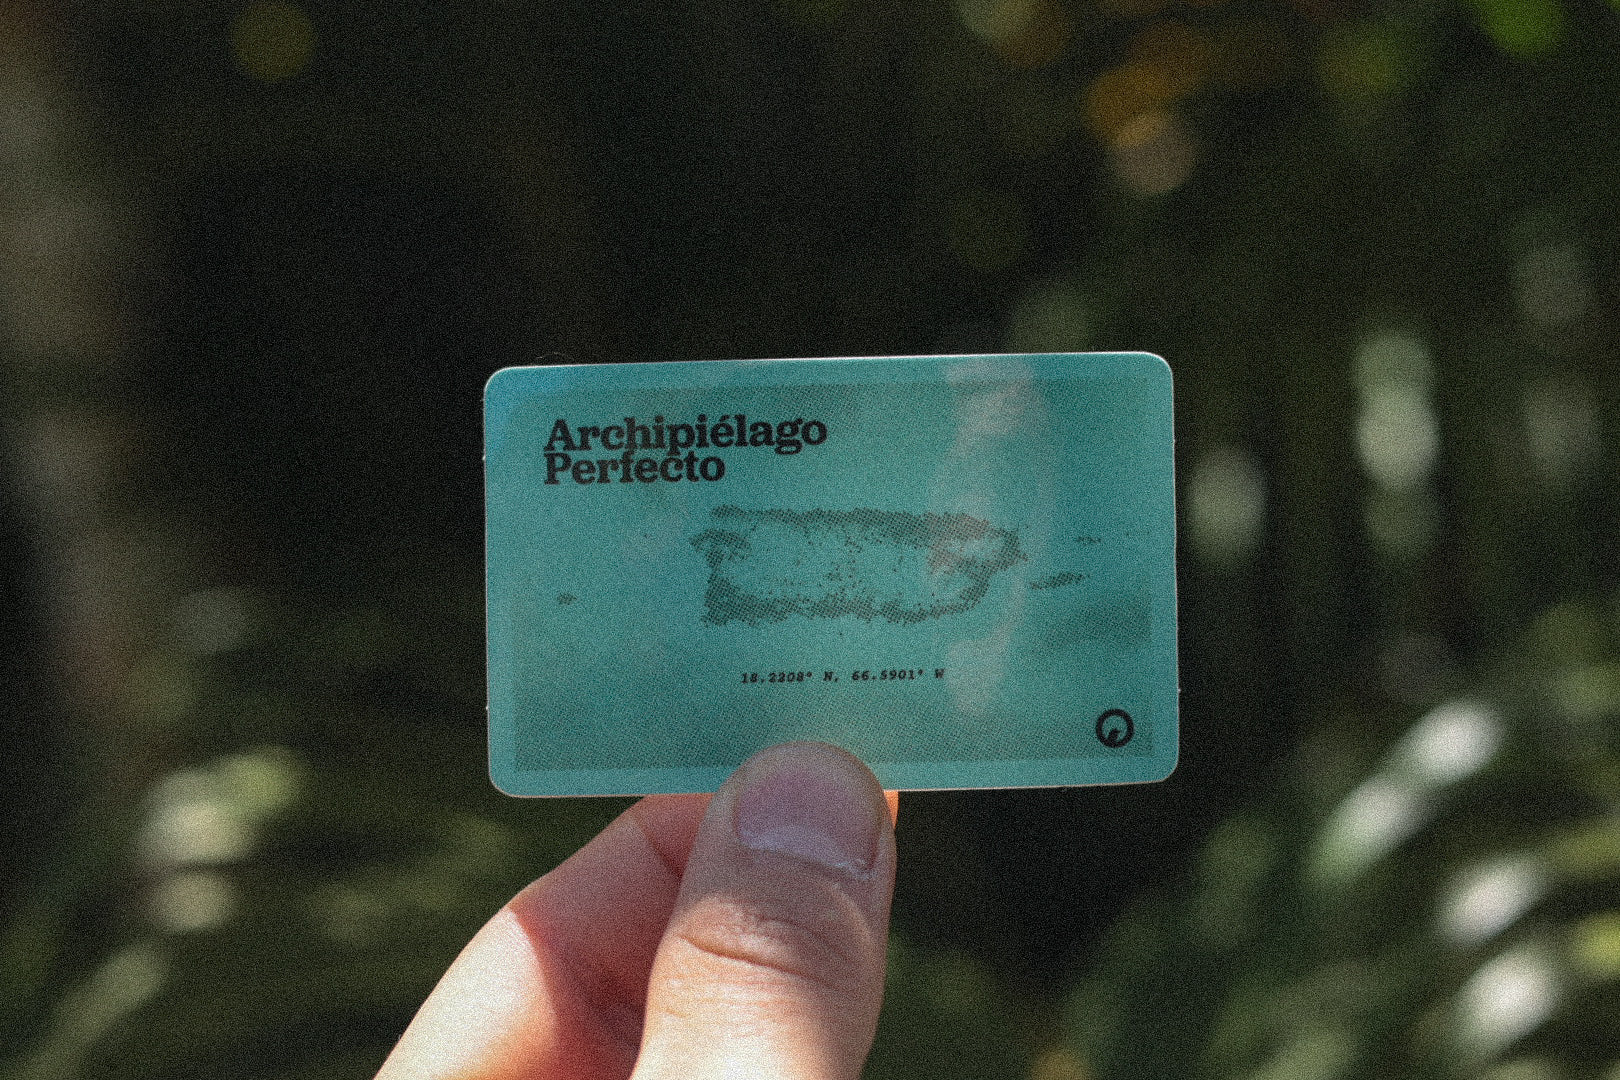 Archipiélago
Perfecto
18.2208° N, 66.5901° W